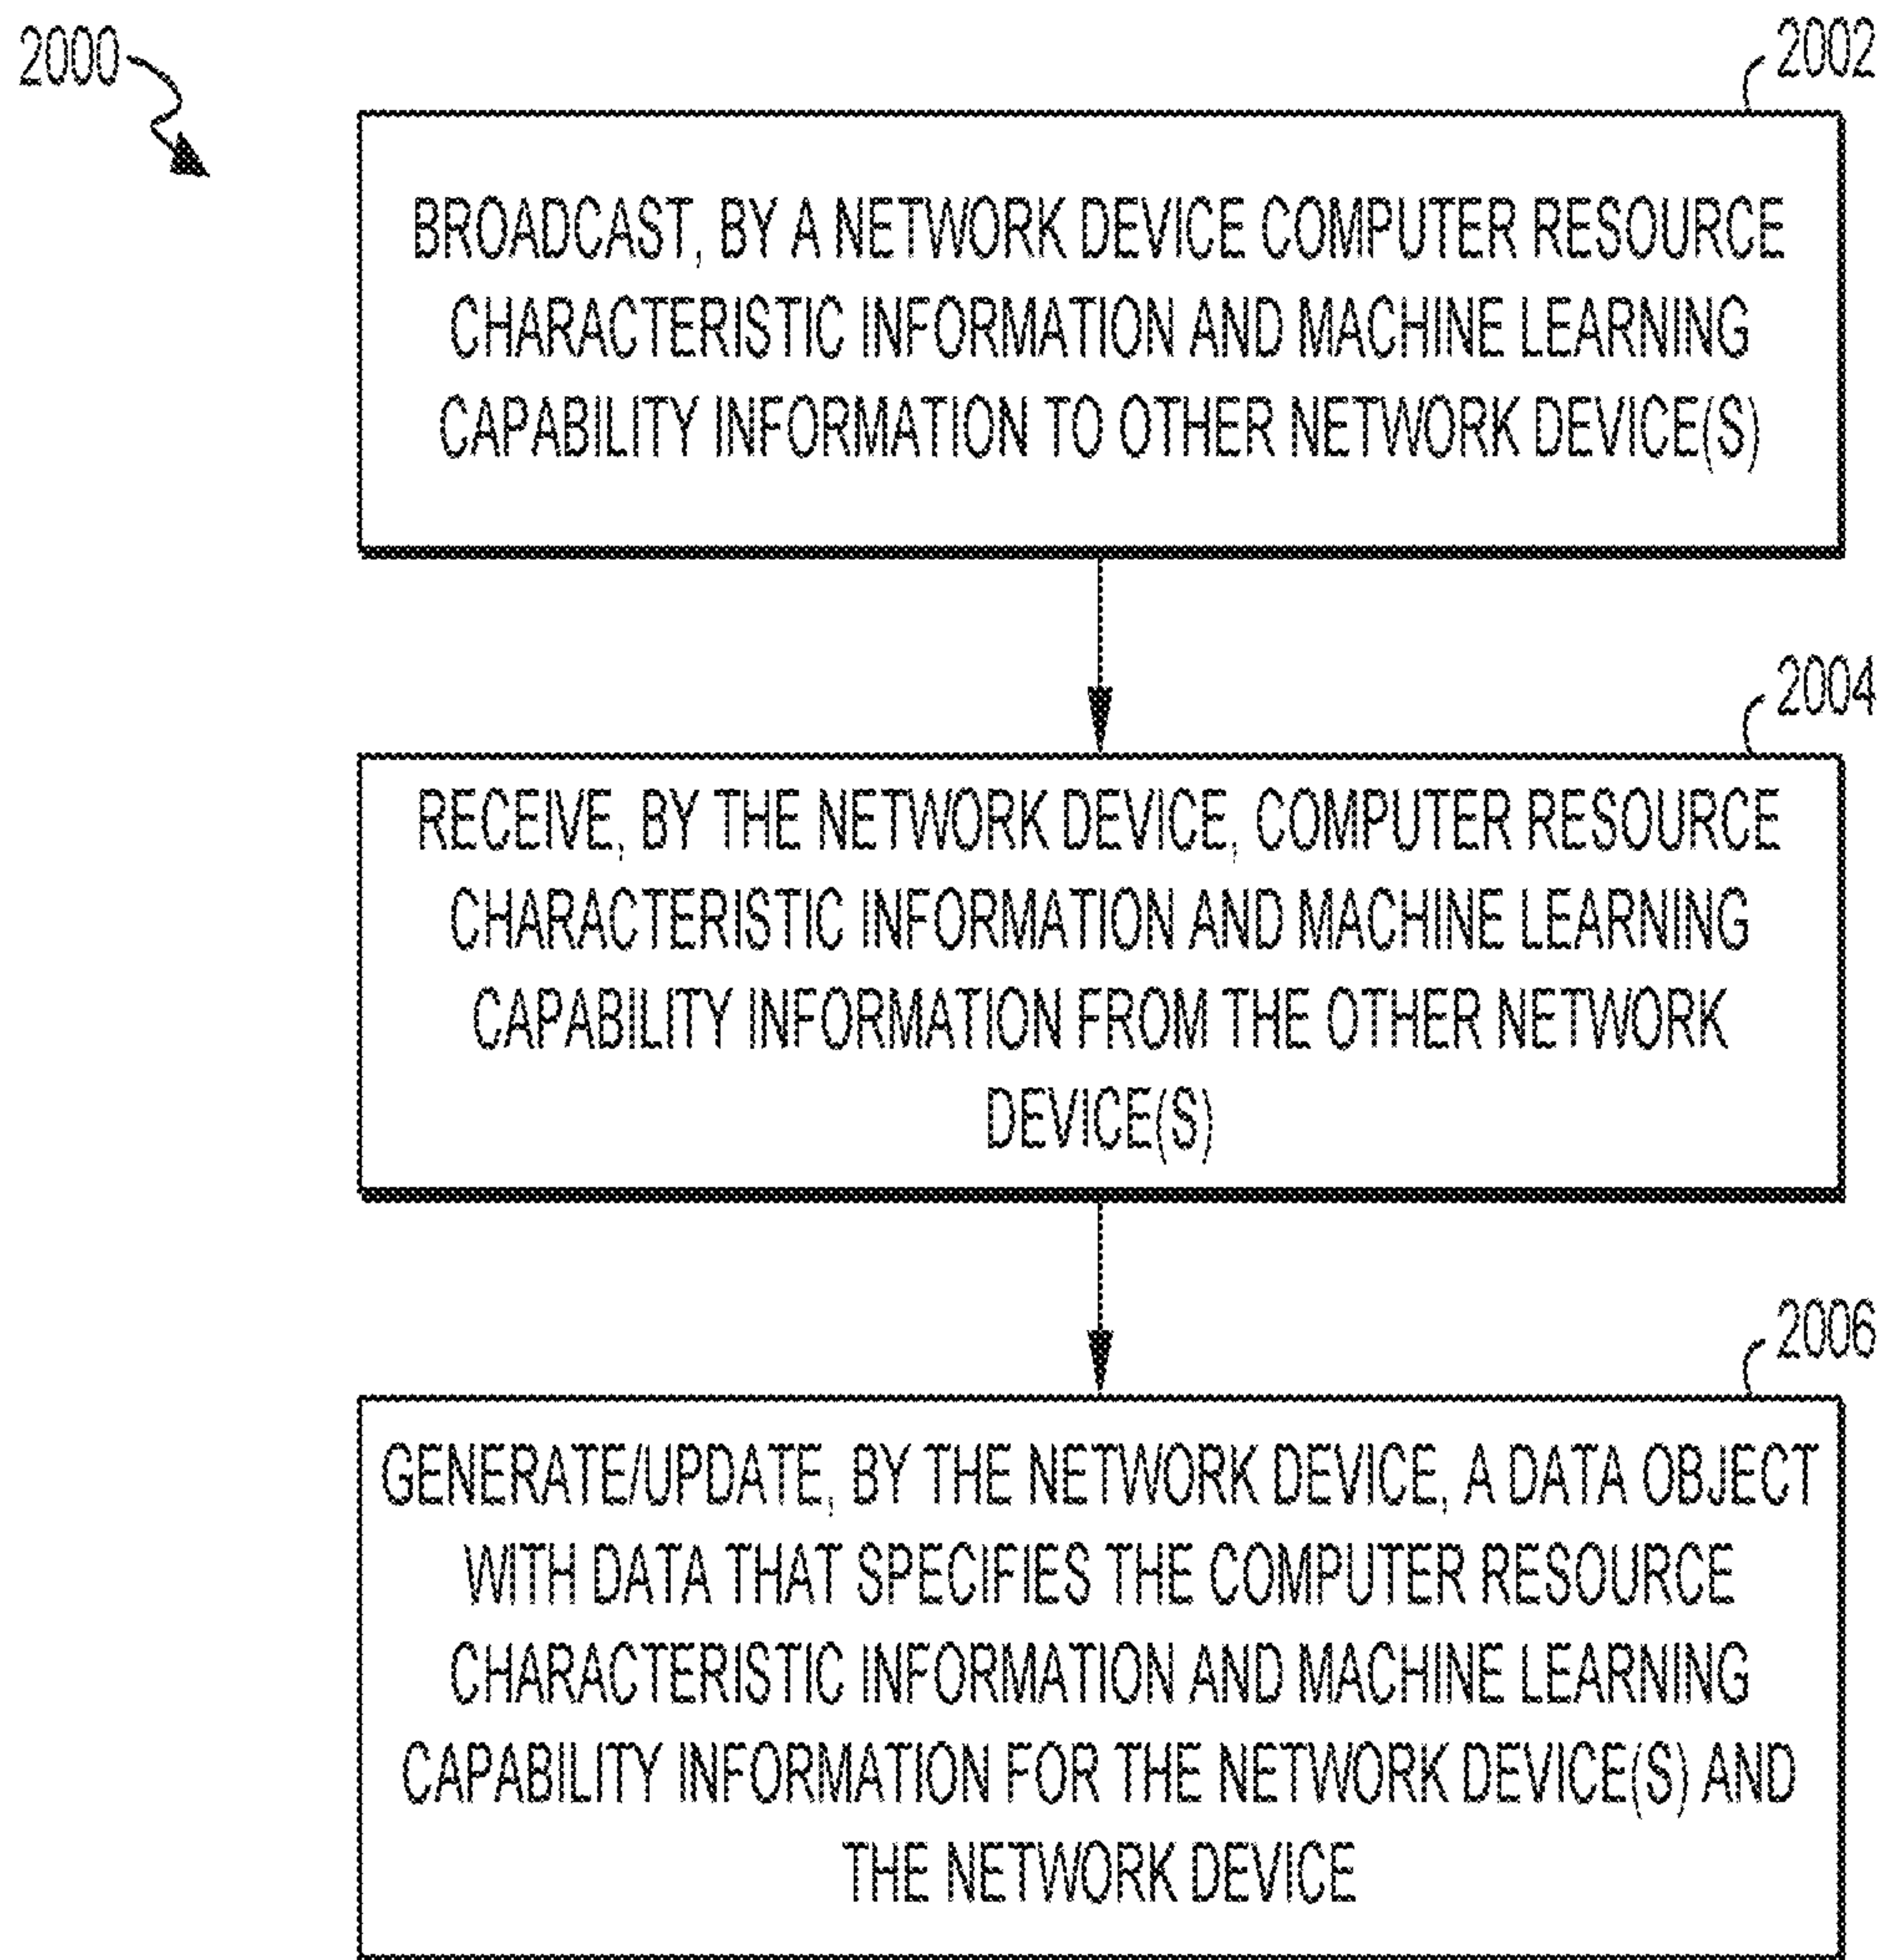 2000
2002
BROADCAST, BY A NETWORK DEVICE COMPUTER RESOURCE
CHARACTERISTIC INFORMATION AND MACHINE LEARNING
CAPABILITY INFORMATION TO OTHER NETWORK DEVICE(S)
2004
RECEIVE, BY THE NETWORK DEVICE, COMPUTER RESOURCE
CHARACTERISTIC INFORMATION AND MACHINE LEARNING
CAPABILITY INFORMATION FROM THE OTHER NETWORK
DEVICE(S)
2006
GENERATE/UPDATE, BY THE NETWORK DEVICE, A DATA OBJECT
WITH DATA THAT SPECIFIES THE COMPUTER RESOURCE
CHARACTERISTIC INFORMATION AND MACHINE LEARNING
CAPABILITY INFORMATION FOR THE NETWORK DEVICE(S) AND
THE NETWORK DEVICE